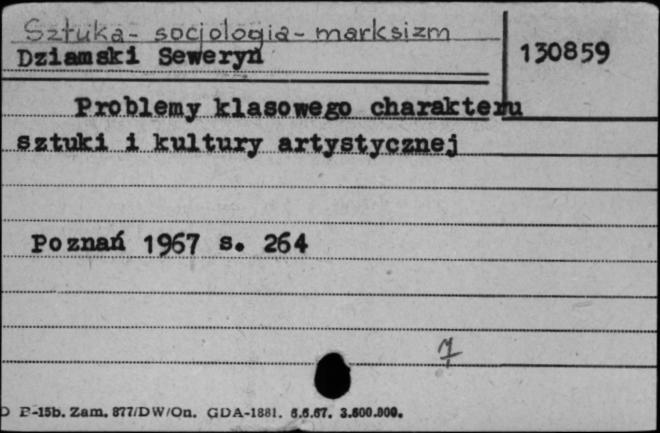 Sztuka - socjologia - marksizm
Dziamski Seweryn
130859
Problemy klasowego charakteru
sztuki i kultury artystycznej
Poznań 1967 s. 264
7
P-15b. Zam. 877/DW/On. GDA-1881. 6.6.67. 3.600.000.